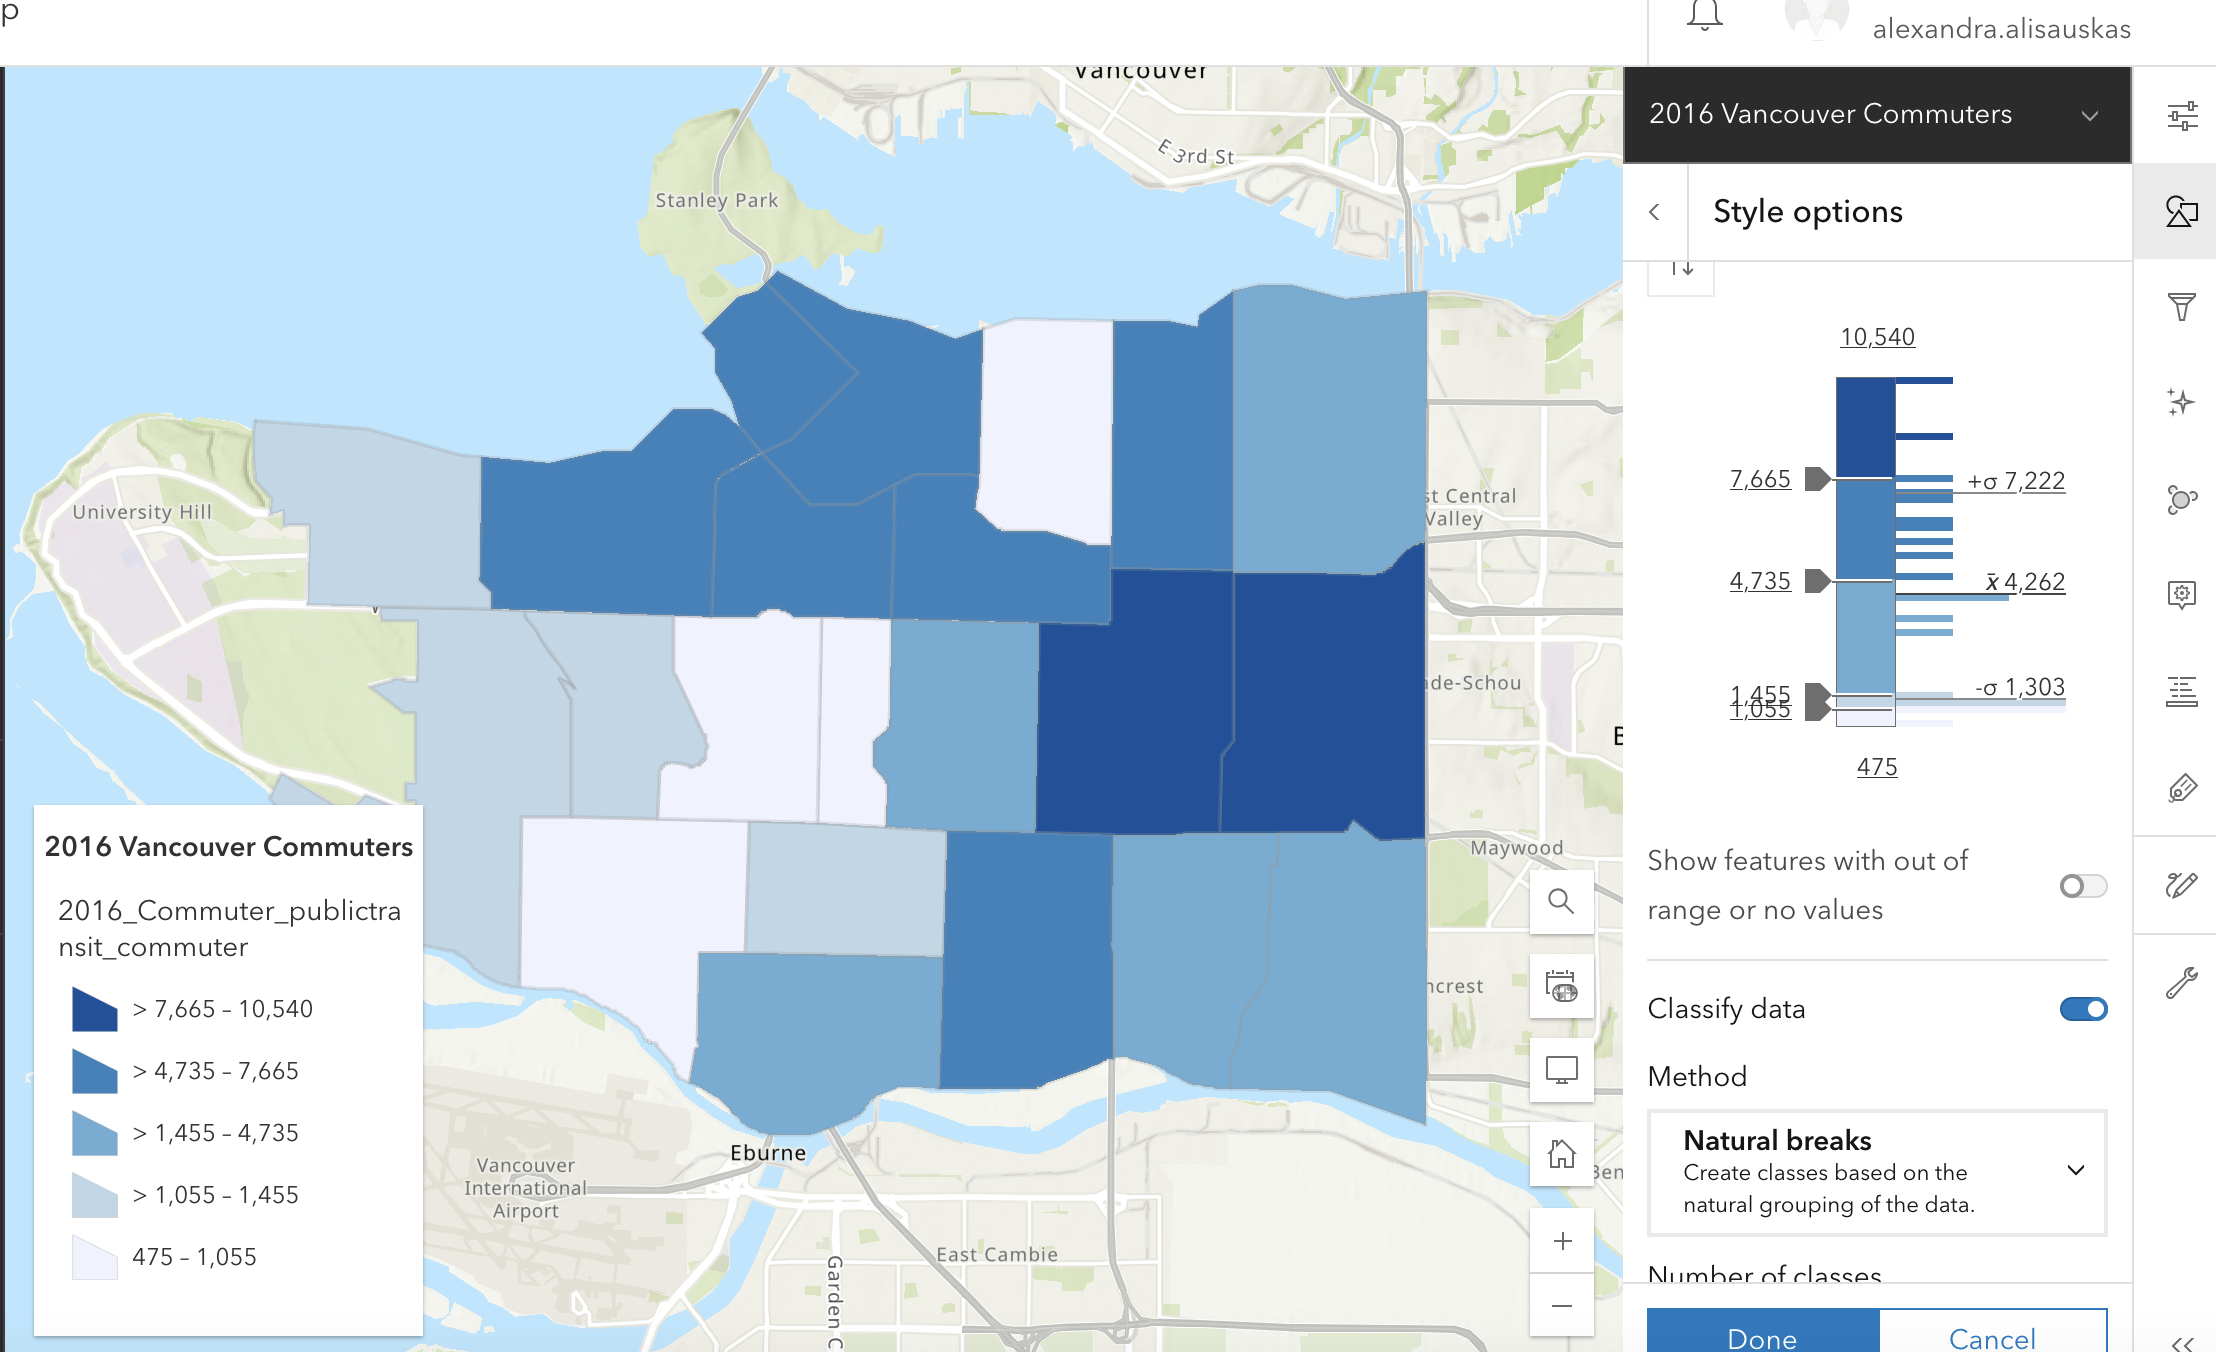 p
alexandra.alisauskas
Vancouver
E 3rd St
Stanley Park
University Hill
st Central
Valley
ade-Schou
B
Maywood
ncrest
Ben
Eburne
Vancouver
International
Airport
East Cambie
Garden C
2016 Vancouver Commuters
2016_Commuter_publictra
nsit_commuter
> 7,665 – 10,540
> 4,735 – 7,665
> 1,455 – 4,735
> 1,055 – 1,455
475 – 1,055
2016 Vancouver Commuters
Style options
10,540
7,665
+σ 7,222
4,735
x̄ 4,262
1,455
-σ 1,303
1,055
475
Show features with out of
range or no values
Classify data
Method
Natural breaks
Create classes based on the
natural grouping of the data.
Number of classes
Done
Cancel